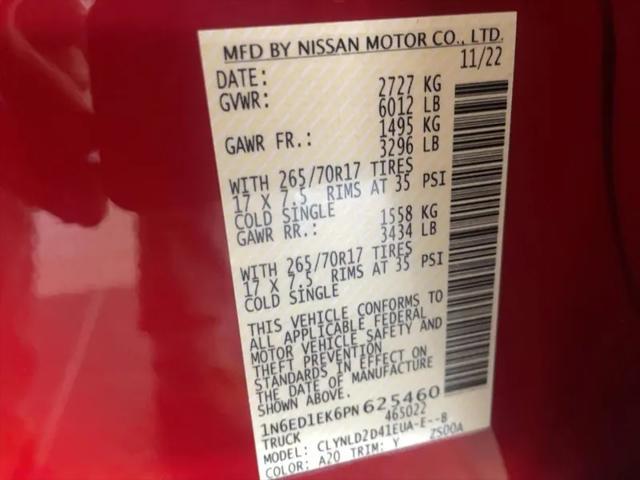 MFD BY NISSAN MOTOR CO., LTD.
DATE: 11/22
GVWR: 2727 KG
6012 LB
GAWR FR.: 1495 KG
3296 LB
WITH 265/70R17 TIRES
17 X 7.5 RIMS AT 35 PSI
COLD SINGLE
GAWR RR.: 1558 KG
3434 LB
WITH 265/70R17 TIRES
17 X 7.5 RIMS AT 35 PSI
COLD SINGLE
THIS VEHICLE CONFORMS TO
ALL APPLICABLE FEDERAL
MOTOR VEHICLE SAFETY AND
THEFT PREVENTION
STANDARDS IN EFFECT ON
THE DATE OF MANUFACTURE
SHOWN ABOVE.
1N6ED1EK6PN625460
TRUCK 465022
MODEL: CLYNLD2D41EUA-E--B
COLOR: A20 TRIM: Y 2S00A